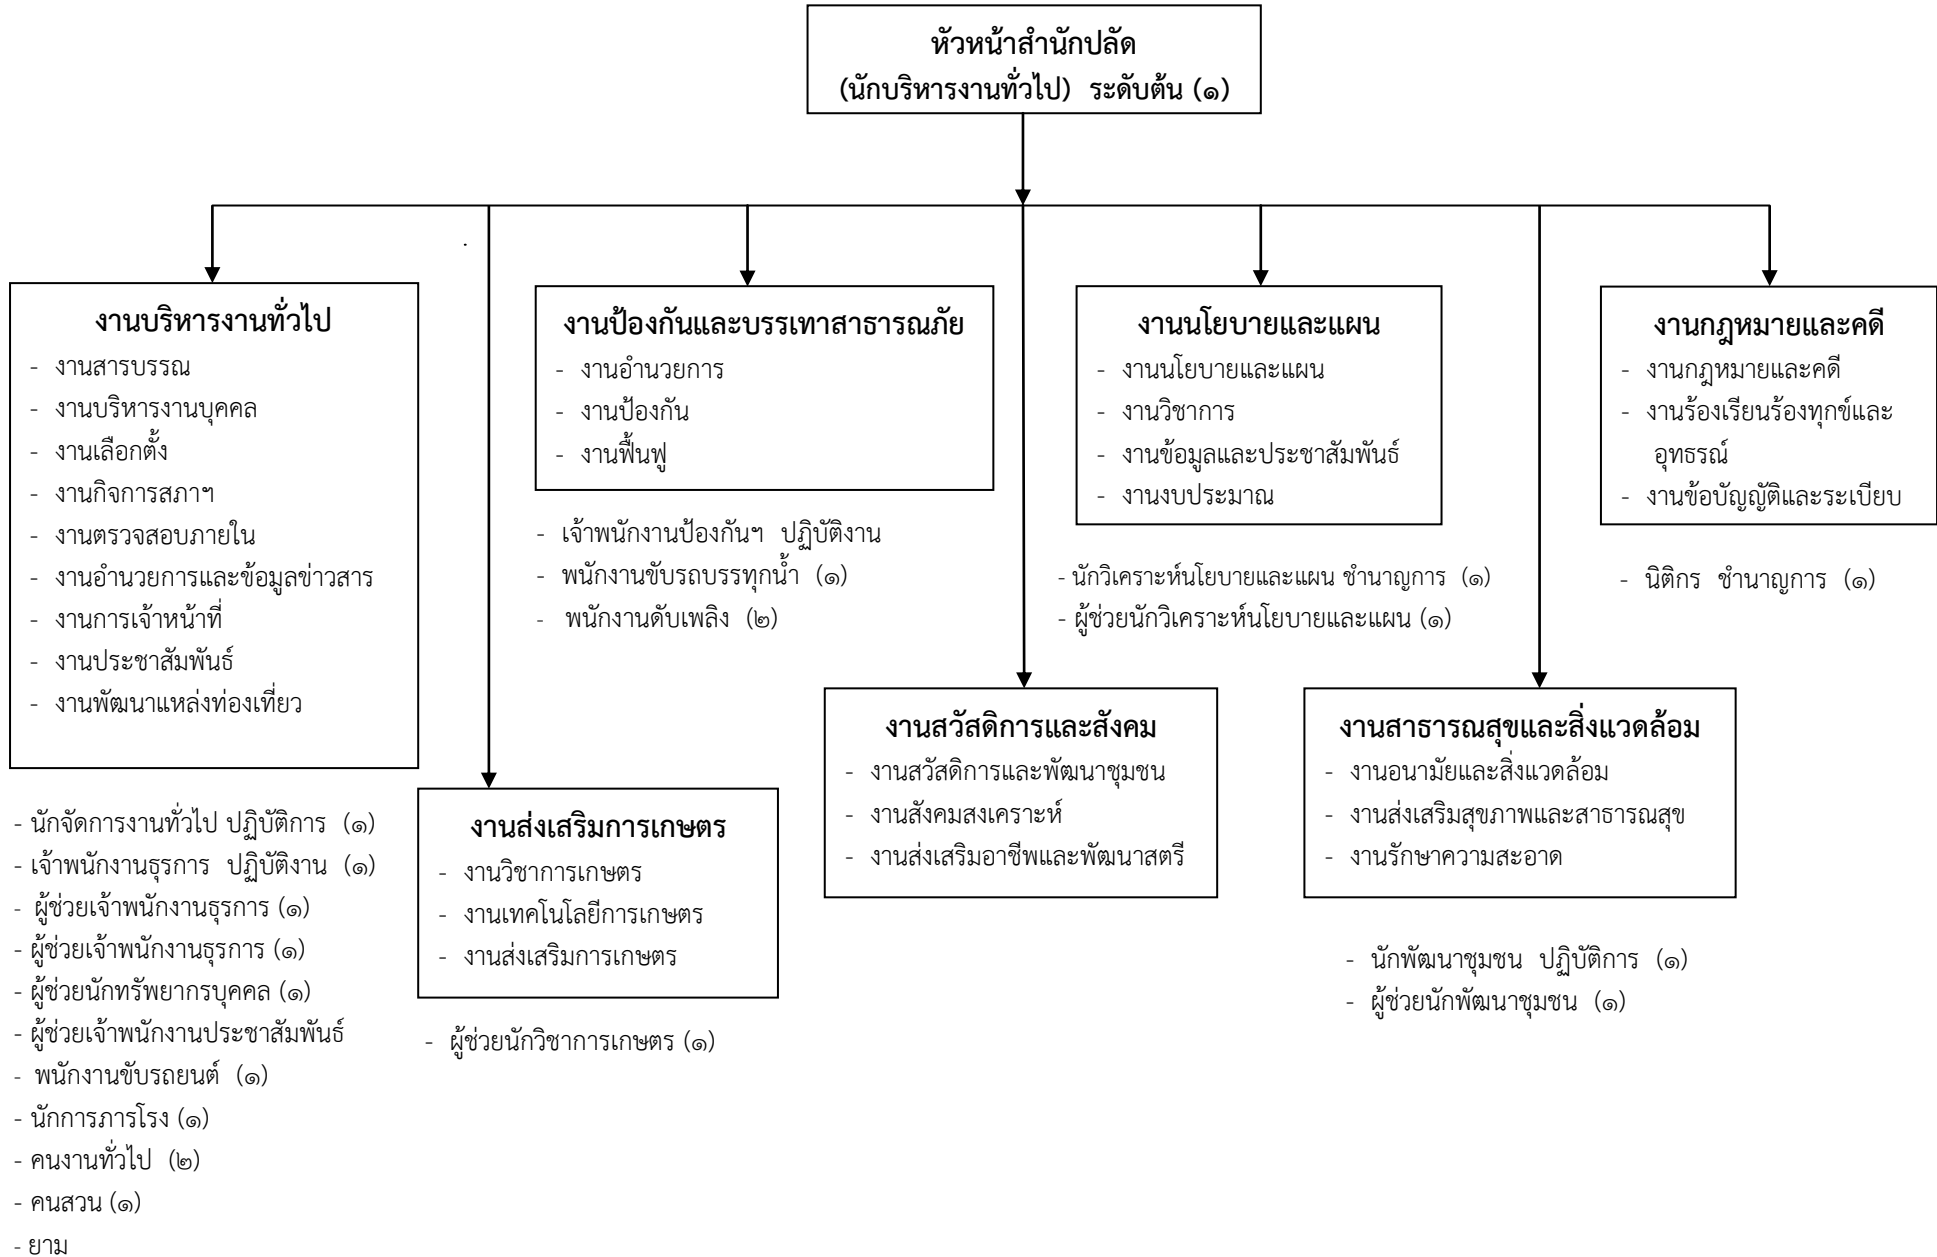 หัวหน้าสำนักปลัด
(นักบริหารงานทั่วไป) ระดับต้น (๑)
งานบริหารงานทั่วไป
- งานสารบรรณ
- งานบริหารงานบุคคล
- งานเลือกตั้ง
- งานกิจการสภาฯ
- งานตรวจสอบภายใน
- งานอำนวยการและข้อมูลข่าวสาร
- งานการเจ้าหน้าที่
- งานประชาสัมพันธ์
- งานพัฒนาแหล่งท่องเที่ยว
- นักจัดการงานทั่วไป ปฏิบัติการ (๑)
- เจ้าพนักงานธุรการ ปฏิบัติงาน (๑)
- ผู้ช่วยเจ้าพนักงานธุรการ (๑)
- ผู้ช่วยเจ้าพนักงานธุรการ (๑)
- ผู้ช่วยนักทรัพยากรบุคคล (๑)
- ผู้ช่วยเจ้าพนักงานประชาสัมพันธ์
- พนักงานขับรถยนต์ (๑)
- นักการภารโรง (๑)
- คนงานทั่วไป (๒)
- คนสวน (๑)
- ยาม
งานส่งเสริมการเกษตร
- งานวิชาการเกษตร
- งานเทคโนโลยีการเกษตร
- งานส่งเสริมการเกษตร
- ผู้ช่วยนักวิชาการเกษตร (๑)
งานป้องกันและบรรเทาสาธารณภัย
- งานอำนวยการ
- งานป้องกัน
- งานฟื้นฟู
- เจ้าพนักงานป้องกันฯ ปฏิบัติงาน
- พนักงานขับรถบรรทุกน้ำ (๑)
- พนักงานดับเพลิง (๒)
งานสวัสดิการและสังคม
- งานสวัสดิการและพัฒนาชุมชน
- งานสังคมสงเคราะห์
- งานส่งเสริมอาชีพและพัฒนาสตรี
งานนโยบายและแผน
- งานนโยบายและแผน
- งานวิชาการ
- งานข้อมูลและประชาสัมพันธ์
- งานงบประมาณ
- นักวิเคราะห์นโยบายและแผน ชำนาญการ (๑)
- ผู้ช่วยนักวิเคราะห์นโยบายและแผน (๑)
งานสาธารณสุขและสิ่งแวดล้อม
- งานอนามัยและสิ่งแวดล้อม
- งานส่งเสริมสุขภาพและสาธารณสุข
- งานรักษาความสะอาด
- นักพัฒนาชุมชน ปฏิบัติการ (๑)
- ผู้ช่วยนักพัฒนาชุมชน (๑)
งานกฎหมายและคดี
- งานกฎหมายและคดี
- งานร้องเรียนร้องทุกข์และ
อุทธรณ์
- งานข้อบัญญัติและระเบียบ
- นิติกร ชำนาญการ (๑)